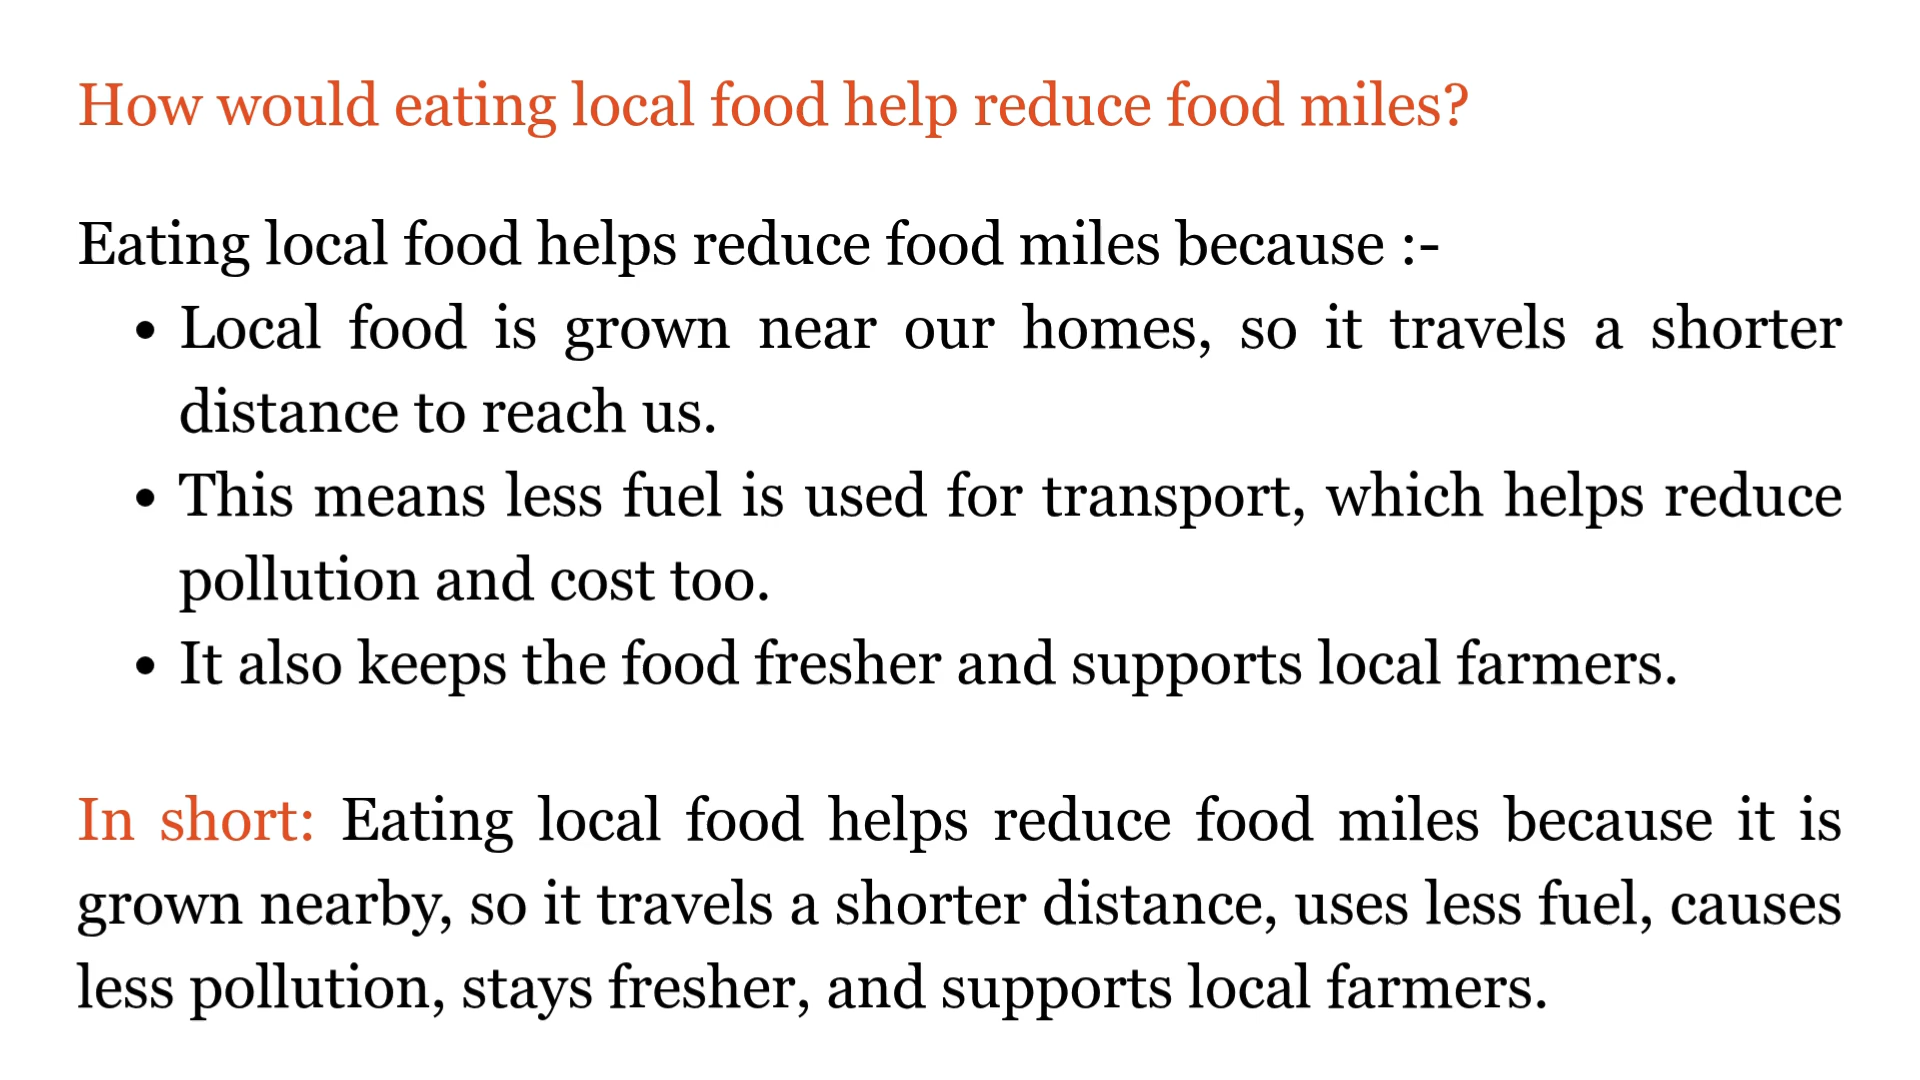 How would eating local food help reduce food miles?
Eating local food helps reduce food miles because :-
• Local food is grown near our homes, so it travels a shorter
distance to reach us.
• This means less fuel is used for transport, which helps reduce
pollution and cost too.
• It also keeps the food fresher and supports local farmers.
In short: Eating local food helps reduce food miles because it is
grown nearby, so it travels a shorter distance, uses less fuel, causes
less pollution, stays fresher, and supports local farmers.